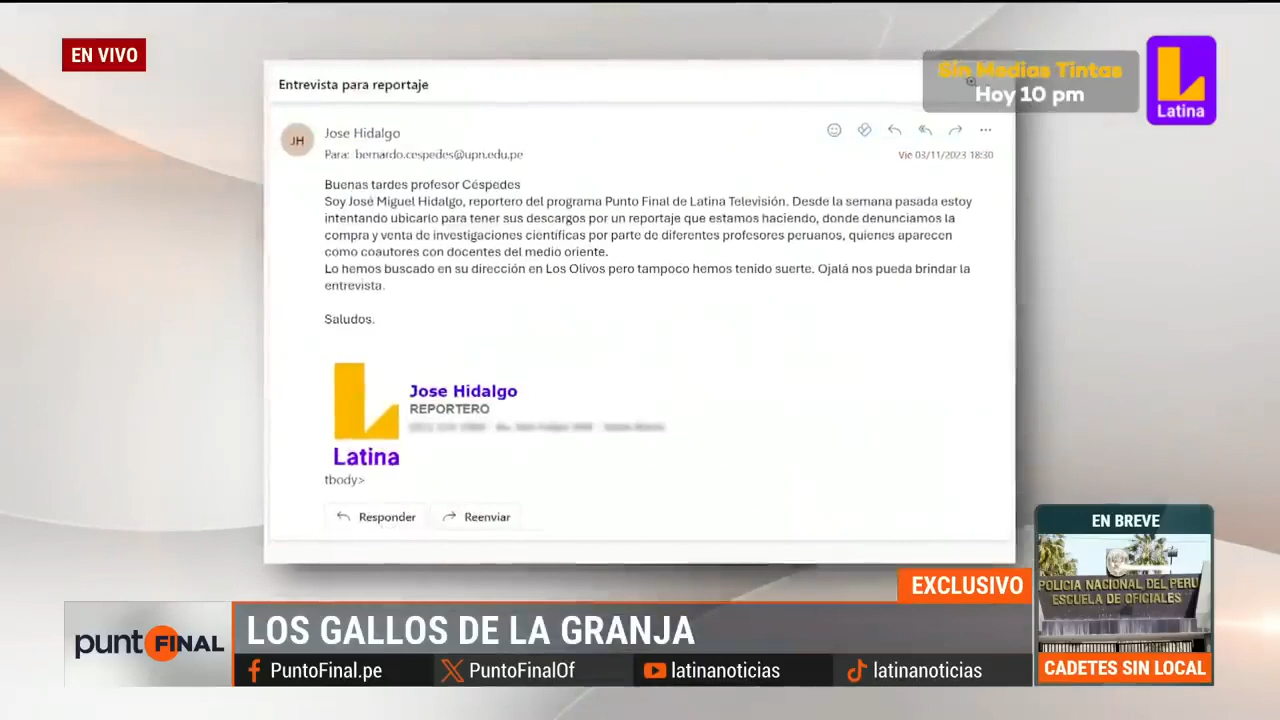 EN VIVO
Sin Medias Tintas
Hoy 10 pm
Latina
Entrevista para reportaje
JH
Jose Hidalgo
Para: bernardo.cespedes@upn.edu.pe
Vie 03/11/2023 18:30
Buenas tardes profesor Céspedes
Soy José Miguel Hidalgo, reportero del programa Punto Final de Latina Televisión. Desde la semana pasada estoy
intentando ubicarlo para tener sus descargos por un reportaje que estamos haciendo, donde denunciamos la
compra y venta de investigaciones científicas por parte de diferentes profesores peruanos, quienes aparecen
como coautores con docentes del medio oriente.
Lo hemos buscado en su dirección en Los Olivos pero tampoco hemos tenido suerte. Ojalá nos pueda brindar la
entrevista.
Saludos.
Jose Hidalgo
REPORTERO
Latina
tbody>
Responder
Reenviar
EN BREVE
POLICIA NACIONAL DEL PERU
ESCUELA DE OFICIALES
CADETES SIN LOCAL
EXCLUSIVO
punto FINAL
LOS GALLOS DE LA GRANJA
PuntoFinal.pe
PuntoFinalOf
latinanoticias
latinanoticias